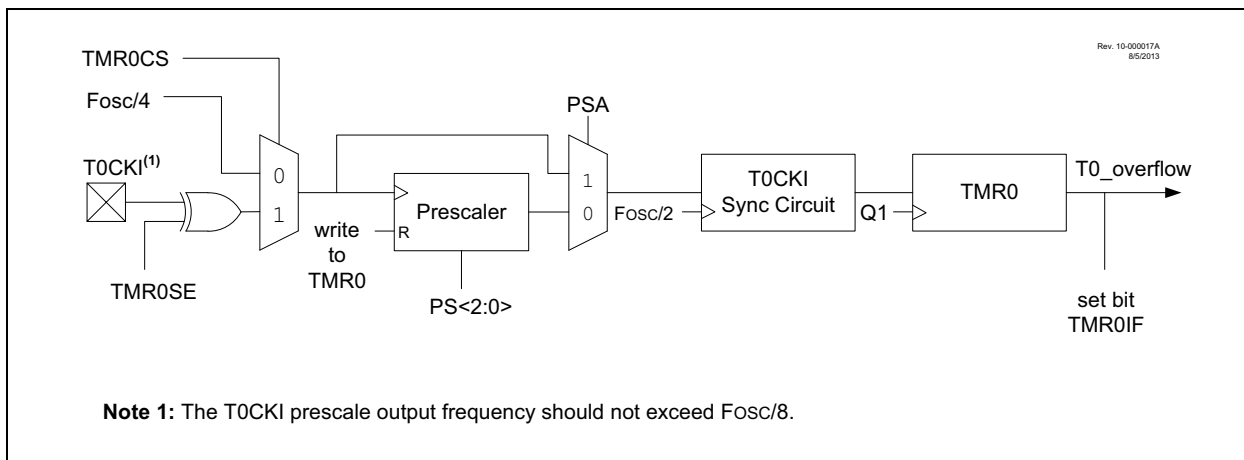 Rev. 10-000017A
8/5/2013
TMR0CS
Fosc/4
PSA
T0CKI(1)
0
1
1
0
T0CKI
Sync Circuit
TMR0
T0_overflow
Prescaler
R
FOSC/2
Q1
write
to
TMR0
TMR0SE
PS<2:0>
set bit
TMR0IF
Note 1: The T0CKI prescale output frequency should not exceed FOSC/8.